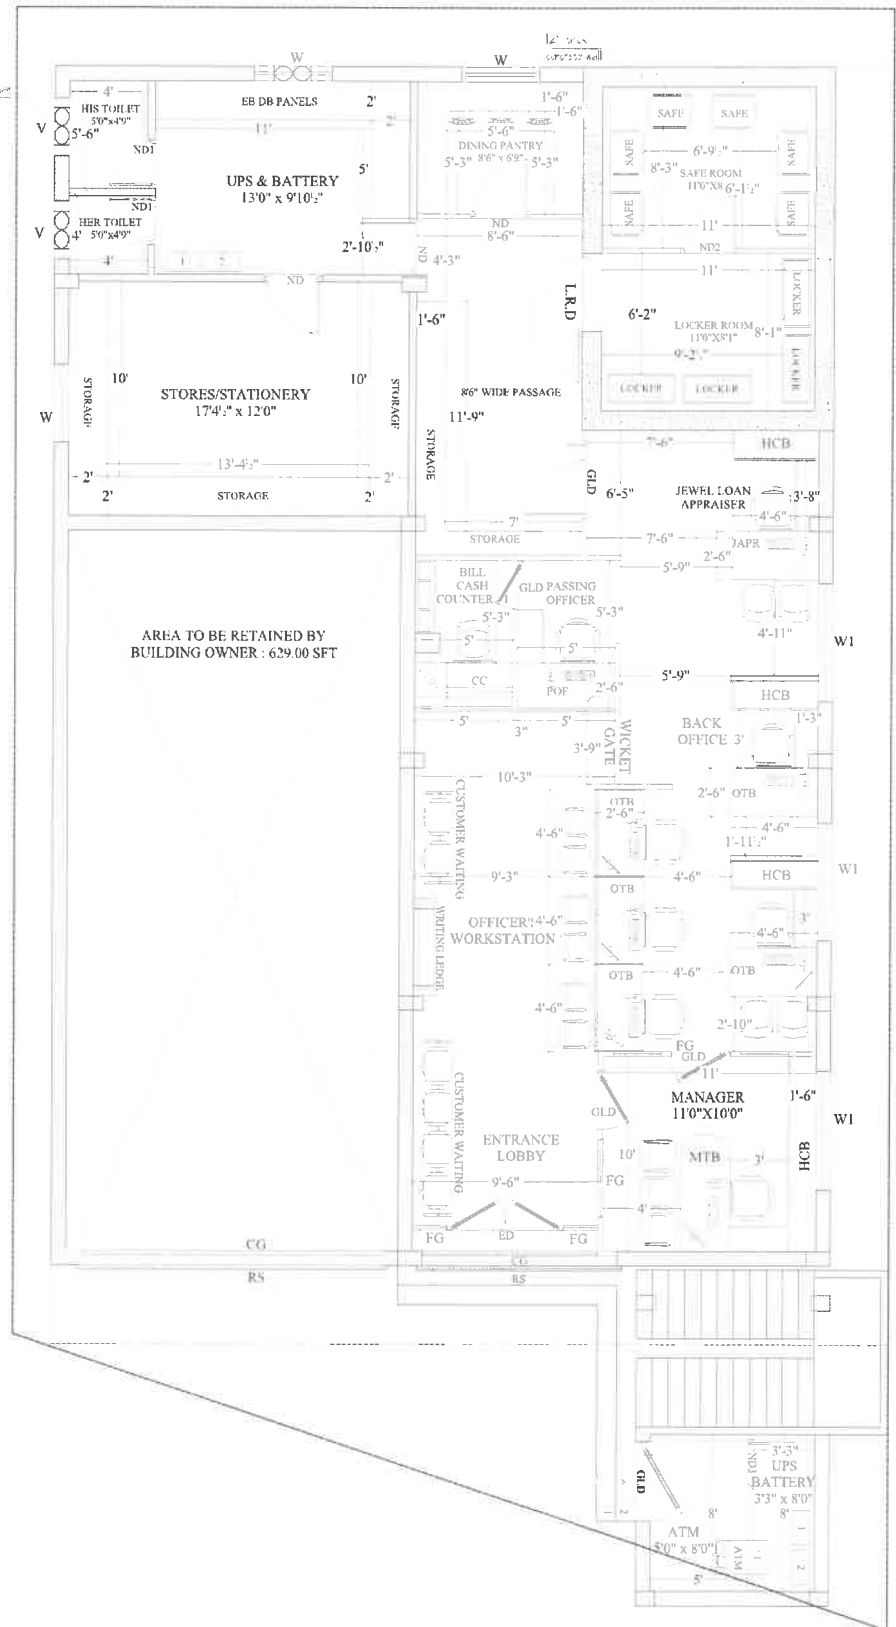 W
W
concrete wall
4'
HIS TOILET
5'0"x4'9"
V
5'-6"
ND1
EB DB PANELS
2'
11'
5'
UPS & BATTERY
13'0" x 9'10½"
ND1
HER TOILET
5'0"x4'9"
V
4'
4'
2'-10½"
1
2
ND
1'-6"
1'-6"
5'-6"
DINING PANTRY
8'6" x 6'9"
5'-3"
5'-3"
ND
8'-6"
ND
4'-3"
SAFE
SAFE
SAFE
SAFE
SAFE
SAFE
6'-9½"
8'-3"
SAFE ROOM
6'-1½"
11'
ND2
11'
L.R.D
6'-2"
LOCKER ROOM
11'0"X8'1"
8'-1"
9'-2½"
LOCKER
LOCKER
LOCKER
LOCKER
1'-6"
8'6" WIDE PASSAGE
11'-9"
STORAGE
10'
10'
STORES/STATIONERY
17'4½" x 12'0"
W
STORAGE
STORAGE
13'-4½"
2'
2'
2'
2'
STORAGE
7'-6"
HCB
GLD
6'-5"
JEWEL LOAN
APPRAISER
3'-8"
4'-6"
7'
STORAGE
7'-6"
2'-6"
JAPR
5'-9"
BILL
CASH
COUNTER
GLD
PASSING
OFFICER
5'-3"
5'-3"
5'
5'
CC
POF
2'-6"
4'-11"
W1
5'-9"
HCB
AREA TO BE RETAINED BY
BUILDING OWNER : 629.00 SFT
5'
3"
5'
3'-9"
WICKET
GATE
BACK
OFFICE
3'
1'-3"
10'-3"
OTB
2'-6"
2'-6"
OTB
CUSTOMER WAITING
4'-6"
4'-6"
1'-11½"
9'-3"
4'-6"
HCB
W1
OTB
WRITING LEDGE
OFFICER'S
WORKSTATION
4'-6"
3'
4'-6"
OTB
4'-6"
OTB
4'-6"
2'-10"
FG
GLD
11'
CUSTOMER WAITING
MANAGER
11'0"X10'0"
1'-6"
W1
GLD
ENTRANCE
LOBBY
10'
MTB
3'
HCB
9'-6"
FG
4'
FG
ED
FG
CG
CG
RS
RS
GLD
3'-3"
ND3
UPS
BATTERY
3'3" x 8'0"
8'
8'
1
2
ATM
5'0" x 8'0"
ATM
1
2
5'